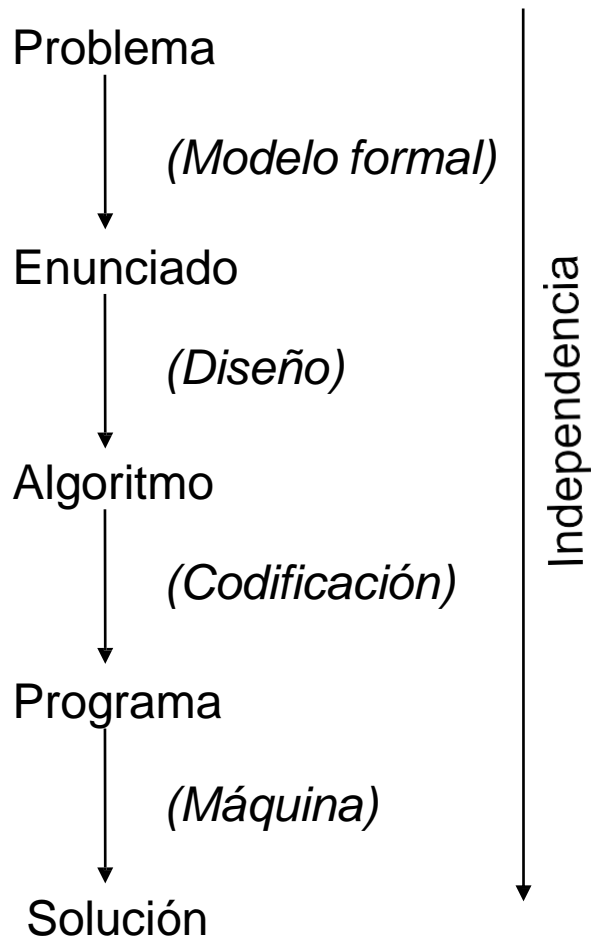 Problema
(Modelo formal)
Enunciado
(Diseño)
Algoritmo
(Codificación)
Programa
(Máquina)
Solución
Independencia